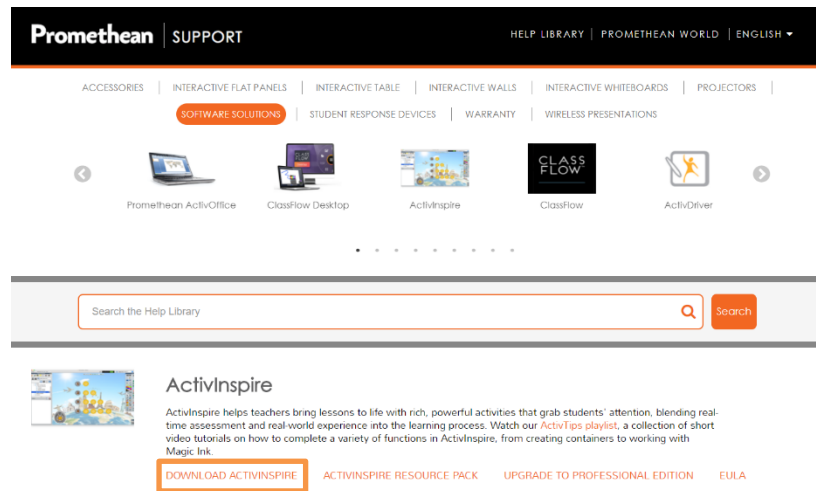 Promethean SUPPORT
HELP LIBRARY | PROMETHEAN WORLD | ENGLISH
ACCESSORIES | INTERACTIVE FLAT PANELS | INTERACTIVE TABLE | INTERACTIVE WALLS | INTERACTIVE WHITEBOARDS | PROJECTORS |
SOFTWARE SOLUTIONS | STUDENT RESPONSE DEVICES | WARRANTY | WIRELESS PRESENTATIONS
CLASS
FLOW
Promethean ActivOffice
ClassFlow Desktop
ActivInspire
ClassFlow
ActivDriver
Search the Help Library
Search
ActivInspire
ActivInspire helps teachers bring lessons to life with rich, powerful activities that grab students' attention, blending real-
time assessment and real-world experience into the learning process. Watch our ActivTips playlist, a collection of short
video tutorials on how to complete a variety of functions in ActivInspire, from creating containers to working with
Magic Ink.
DOWNLOAD ACTIVINSPIRE
ACTIVINSPIRE RESOURCE PACK
UPGRADE TO PROFESSIONAL EDITION
EULA